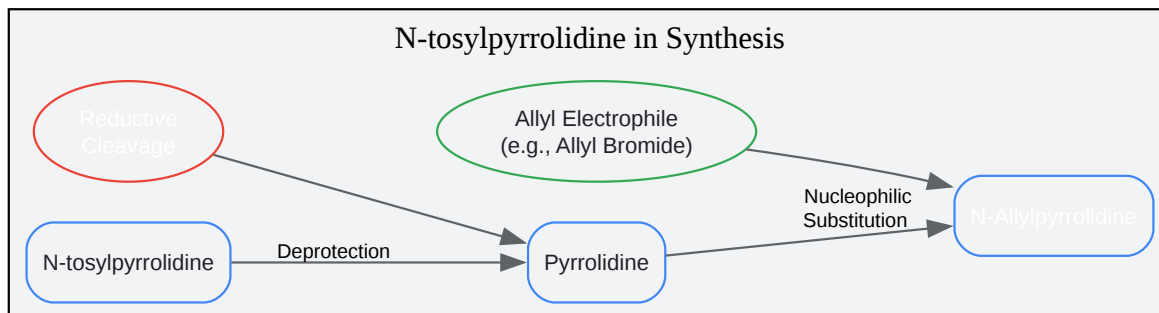 N-tosylpyrrolidine in Synthesis
Reductive
Cleavage
Allyl Electrophile
(e.g., Allyl Bromide)
Nucleophilic
Substitution
N-Allylpyrrolidine
N-tosylpyrrolidine
Deprotection
Pyrrolidine